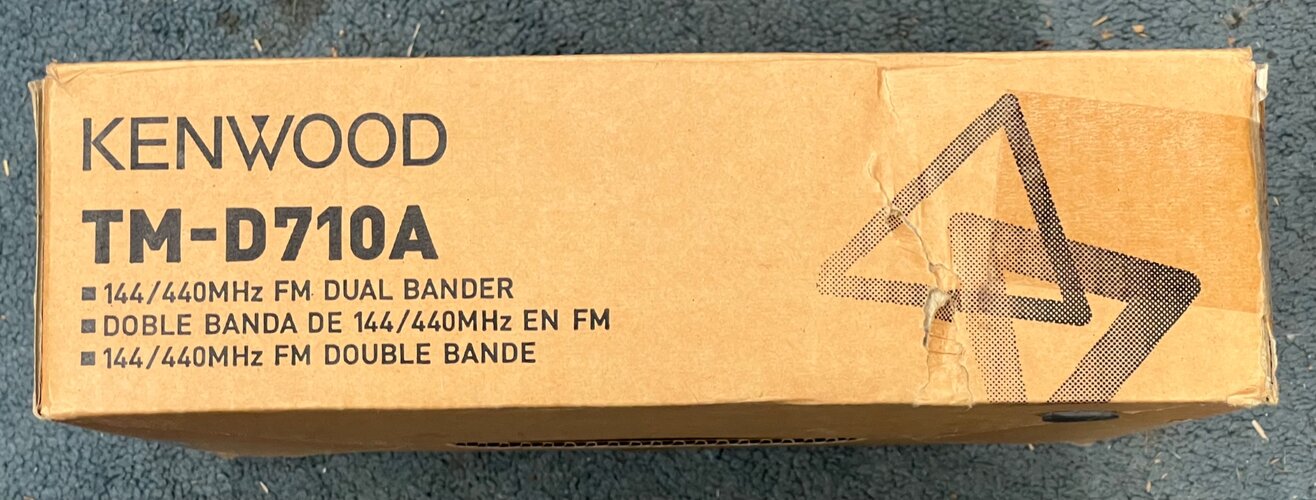 KENWOOD
TM-D710A
144/440MHz FM DUAL BANDER
DOBLE BANDA DE 144/440MHz EN FM
144/440MHz FM DOUBLE BANDE